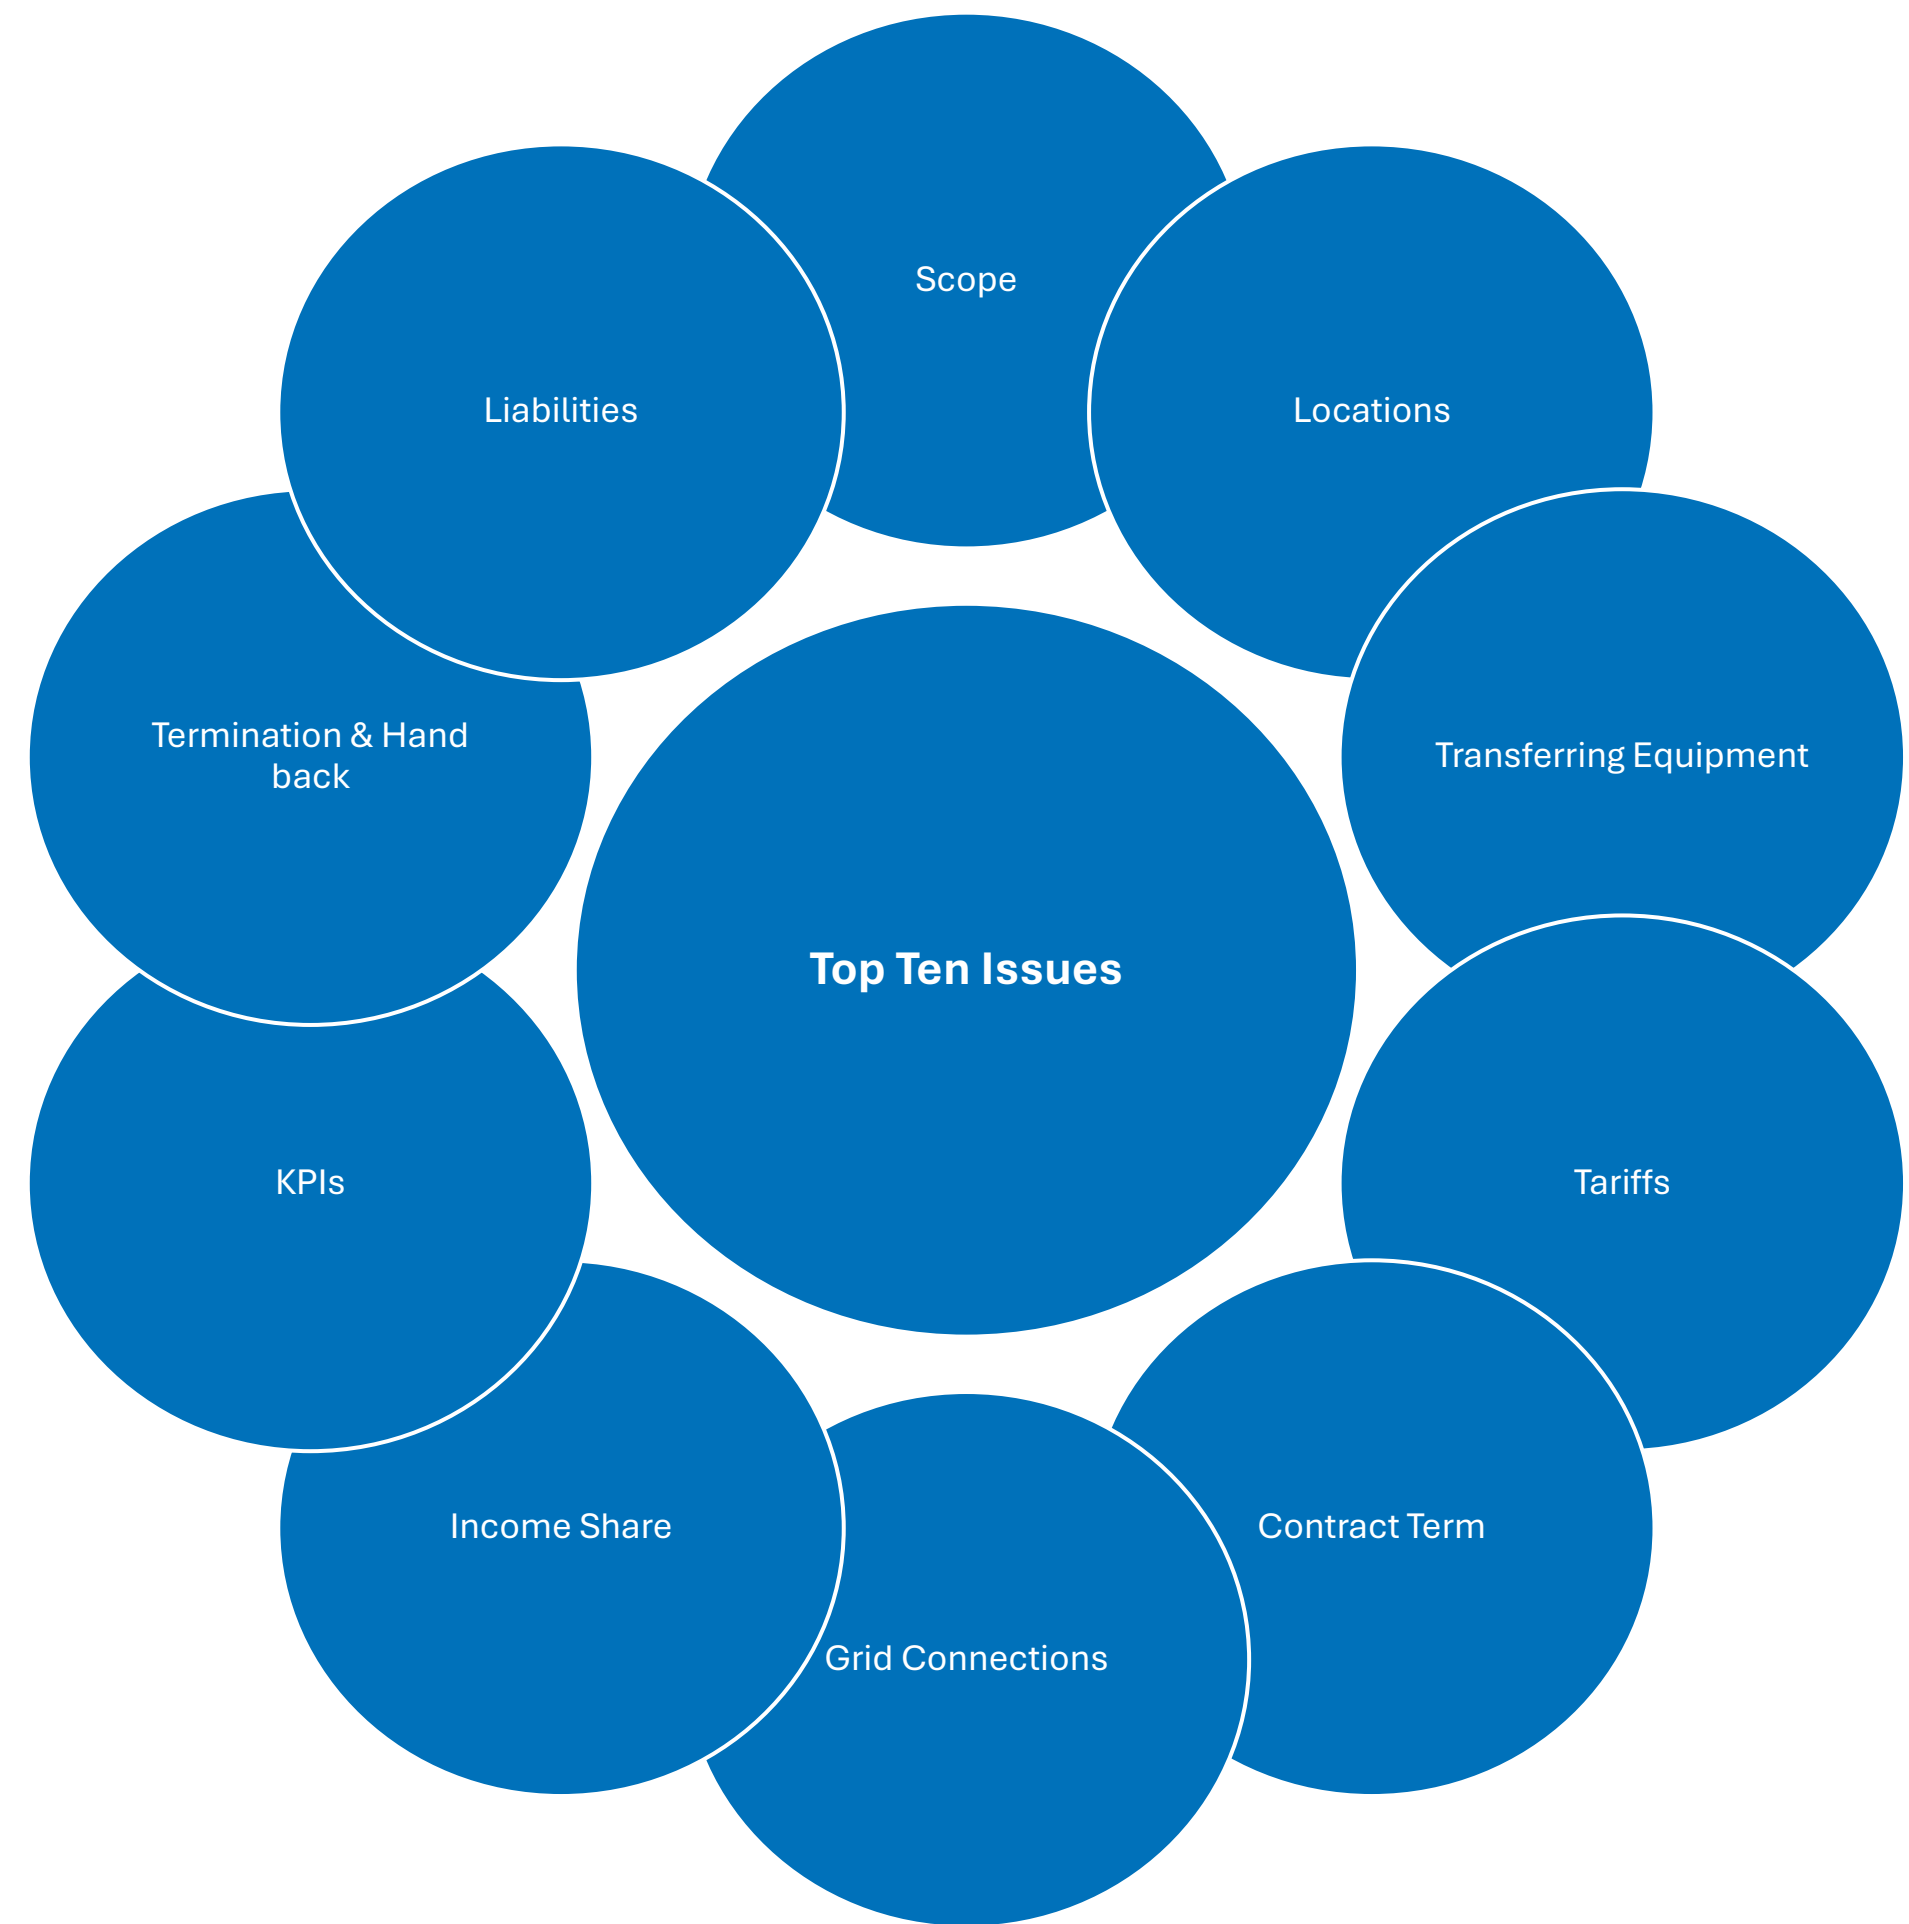 Scope
Locations
Transferring Equipment
Tariffs
Contract Term
Grid Connections
Income Share
KPIs
Termination & Hand
back
Liabilities
Top Ten Issues